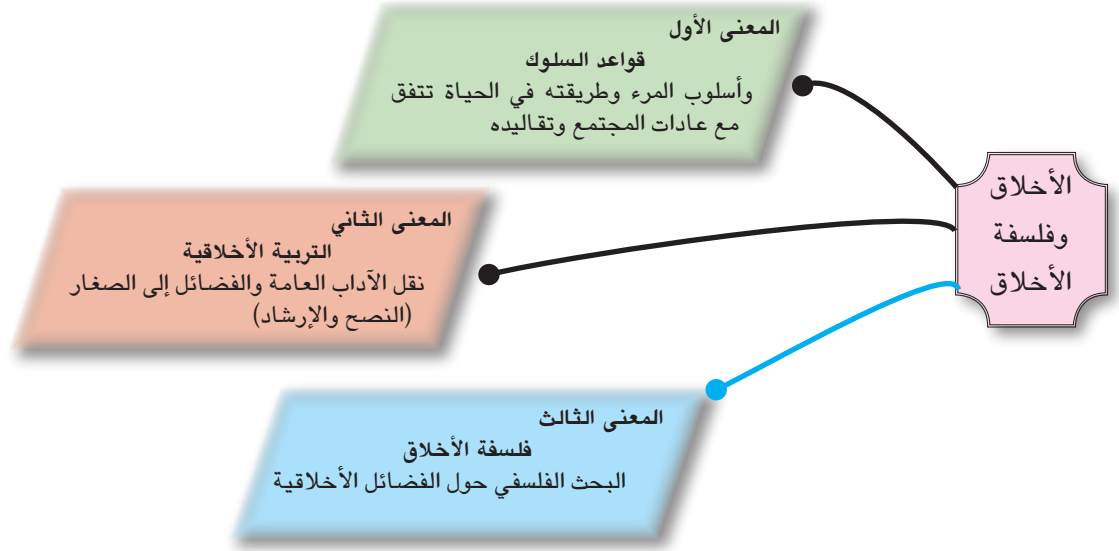 الأخلاق
وفلسفة
الأخلاق
المعنى الأول
قواعد السلوك
وأسلوب المرء وطريقته في الحياة تتفق
مع عادات المجتمع وتقاليده
المعنى الثاني
التربية الأخلاقية
نقل الآداب العامة والفضائل إلى الصغار
(النصح والإرشاد)
المعنى الثالث
فلسفة الأخلاق
البحث الفلسفي حول الفضائل الأخلاقية